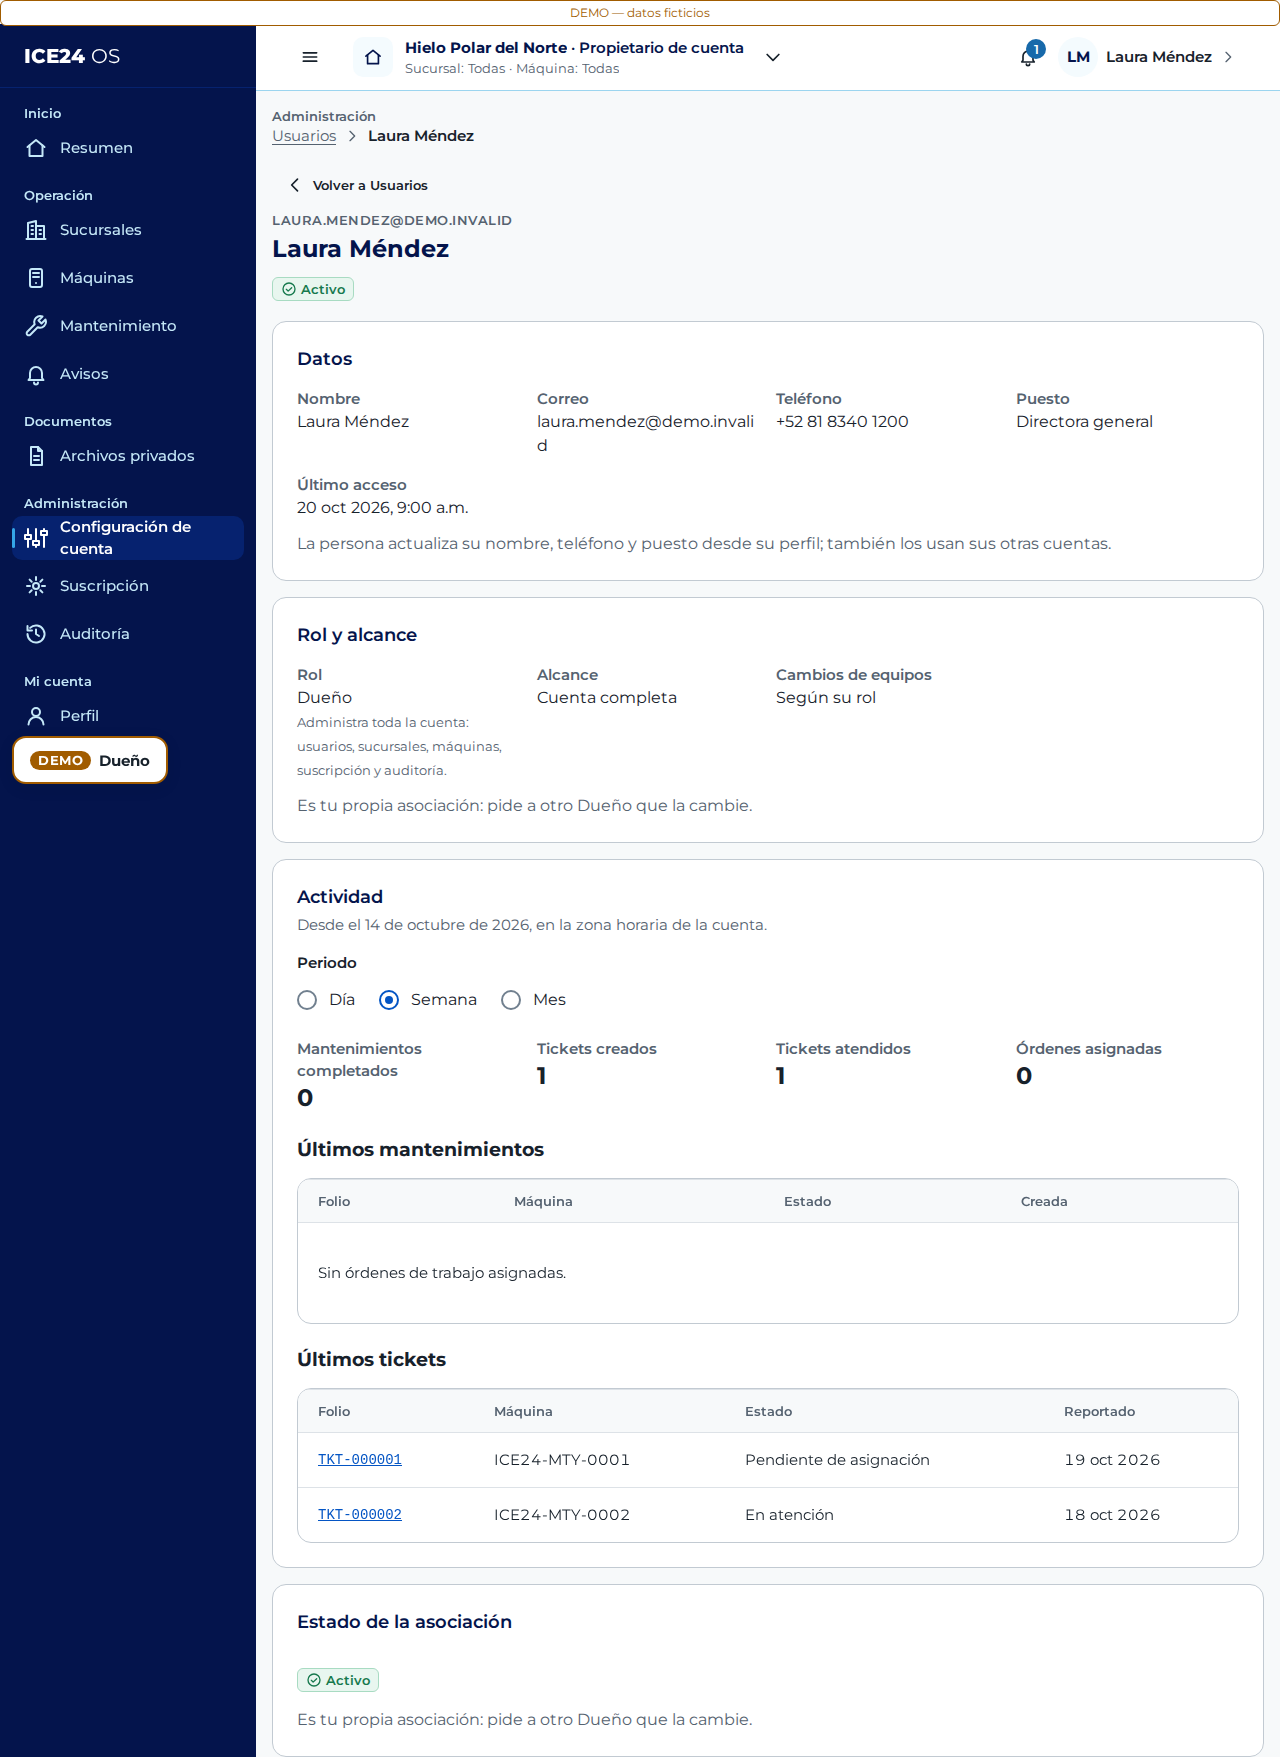 DEMO — datos ficticios
ICE24 OS
Inicio
Resumen
Operación
Sucursales
Máquinas
Mantenimiento
Avisos
Documentos
Archivos privados
Administración
Configuración de
cuenta
Suscripción
Auditoría
Mi cuenta
Perfil
DEMO Dueño
Hielo Polar del Norte · Propietario de cuenta
Sucursal: Todas · Máquina: Todas
1
LM Laura Méndez
Administración
Usuarios Laura Méndez
Volver a Usuarios
LAURA.MENDEZ@DEMO.INVALID
Laura Méndez
Activo
Datos
Nombre Correo Teléfono Puesto
Laura Méndez laura.mendez@demo.invali +52 81 8340 1200 Directora general
d
Último acceso
20 oct 2026, 9:00 a.m.
La persona actualiza su nombre, teléfono y puesto desde su perfil; también los usan sus otras cuentas.
Rol y alcance
Rol Alcance Cambios de equipos
Dueño Cuenta completa Según su rol
Administra toda la cuenta:
usuarios, sucursales, máquinas,
suscripción y auditoría.
Es tu propia asociación: pide a otro Dueño que la cambie.
Actividad
Desde el 14 de octubre de 2026, en la zona horaria de la cuenta.
Periodo
Día Semana Mes
Mantenimientos Tickets creados Tickets atendidos Órdenes asignadas
completados 1 1 0
0
Últimos mantenimientos
Folio Máquina Estado Creada
Sin órdenes de trabajo asignadas.
Últimos tickets
Folio Máquina Estado Reportado
TKT-000001 ICE24-MTY-0001 Pendiente de asignación 19 oct 2026
TKT-000002 ICE24-MTY-0002 En atención 18 oct 2026
Estado de la asociación
Activo
Es tu propia asociación: pide a otro Dueño que la cambie.